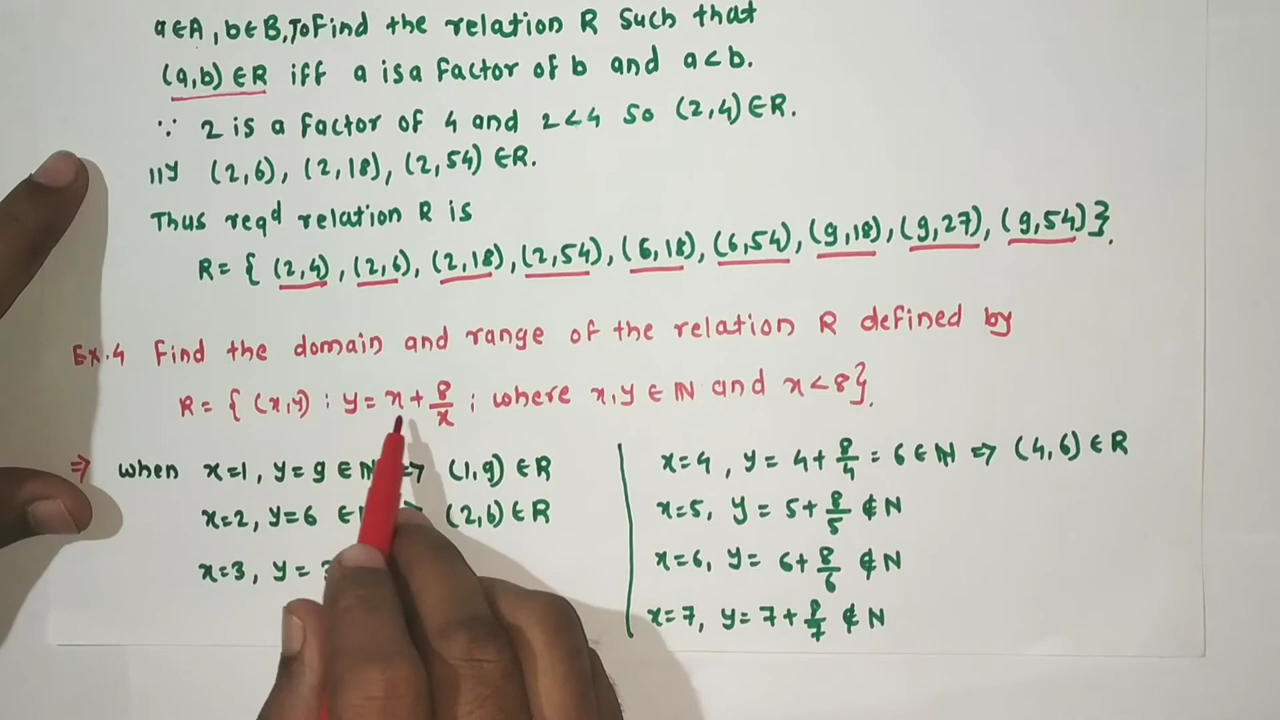 a∈A, b∈B, To Find the relation R such that
(a,b) ∈R iff a is a Factor of b and a<b.
∵ 2 is a Factor of 4 and 2<4 So (2,4) ∈R.
|||ly (2,6), (2,18), (2,54) ∈R.
Thus reqd relation R is
R= { (2,4), (2,6), (2,18), (2,54), (6,18), (6,54), (9,18), (9,27), (9,54)}.
Ex.4 Find the domain and range of the relation R defined by
R= { (x,y) : y= x+ 8/x ; where x,y ∈ N and x<8}.
⇒ when x=1, y=9 ∈ N ⇒ (1,9) ∈R
x=2, y=6 ∈ (2,6) ∈R
x=3, y=
x=4, y= 4+ 8/4 = 6 ∈N ⇒ (4,6) ∈R
x=5, y= 5+ 8/5 ∉ N
x=6, y= 6+ 8/6 ∉ N
x=7, y= 7+ 8/7 ∉ N